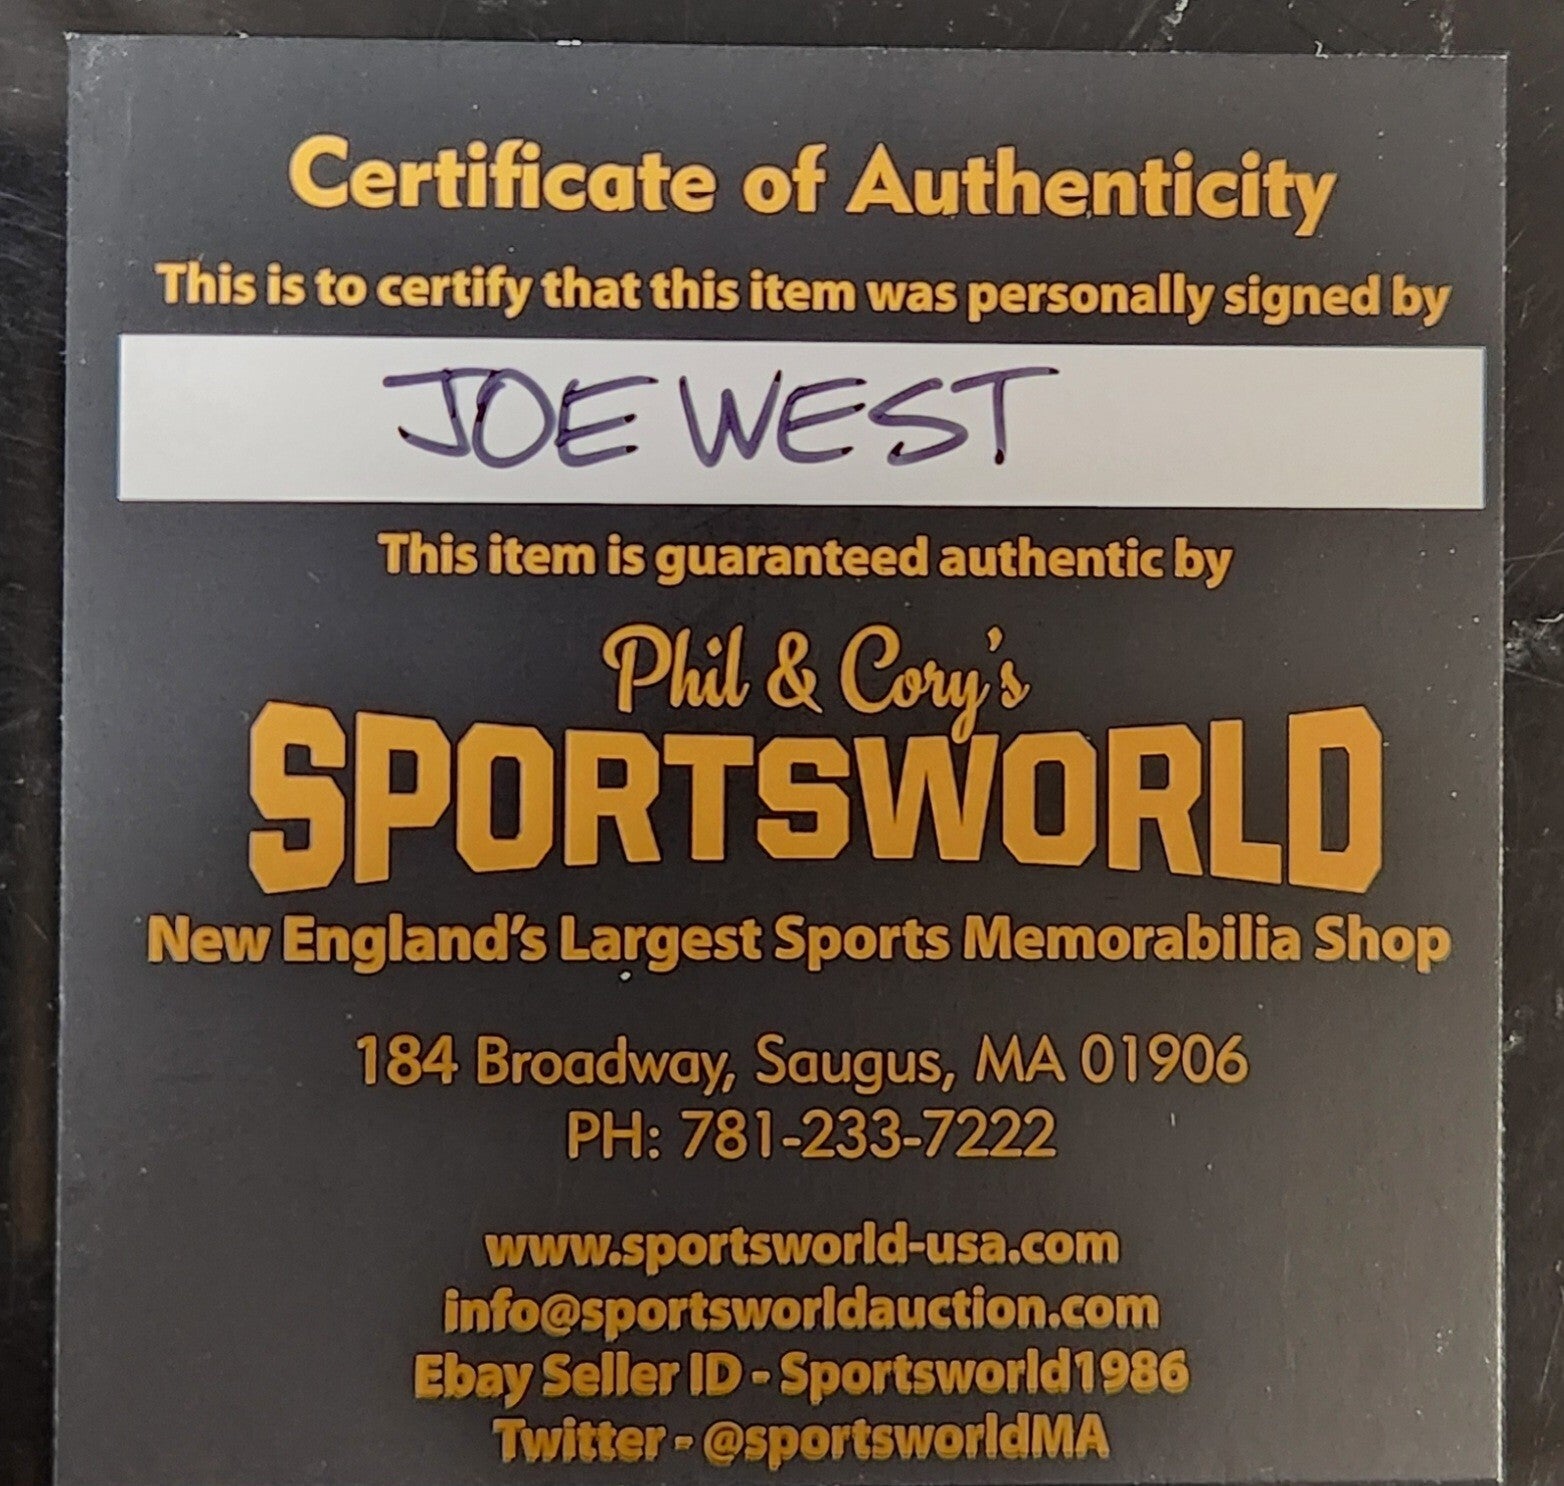 Certificate of Authenticity
This is to certify that this item was personally signed by
JOE WEST
This item is guaranteed authentic by
Phil & Cory's
SPORTSWORLD
New England's Largest Sports Memorabilia Shop
184 Broadway, Saugus, MA 01906
PH: 781-233-7222
www.sportsworld-usa.com
info@sportsworldauction.com
Ebay Seller ID - Sportsworld1986
Twitter - @sportsworldMA